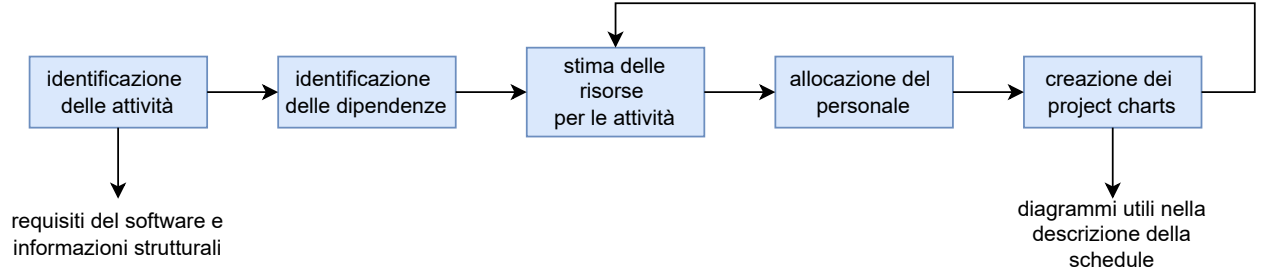 identificazione
delle attività
identificazione
delle dipendenze
stima delle
risorse
per le attività
allocazione del
personale
creazione dei
project charts
requisiti del software e
informazioni strutturali
diagrammi utili nella
descrizione della
schedule